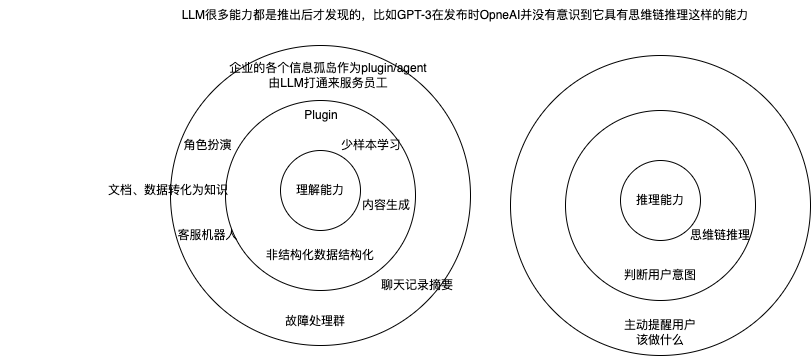 LLM很多能力都是推出后才发现的，比如GPT-3在发布时OpneAI并没有意识到它具有思维链推理这样的能力
企业的各个信息孤岛作为plugin/agent
由LLM打通来服务员工
Plugin
角色扮演
少样本学习
文档、数据转化为知识
理解能力
内容生成
客服机器人
非结构化数据结构化
聊天记录摘要
故障处理群
推理能力
思维链推理
判断用户意图
主动提醒用户
该做什么